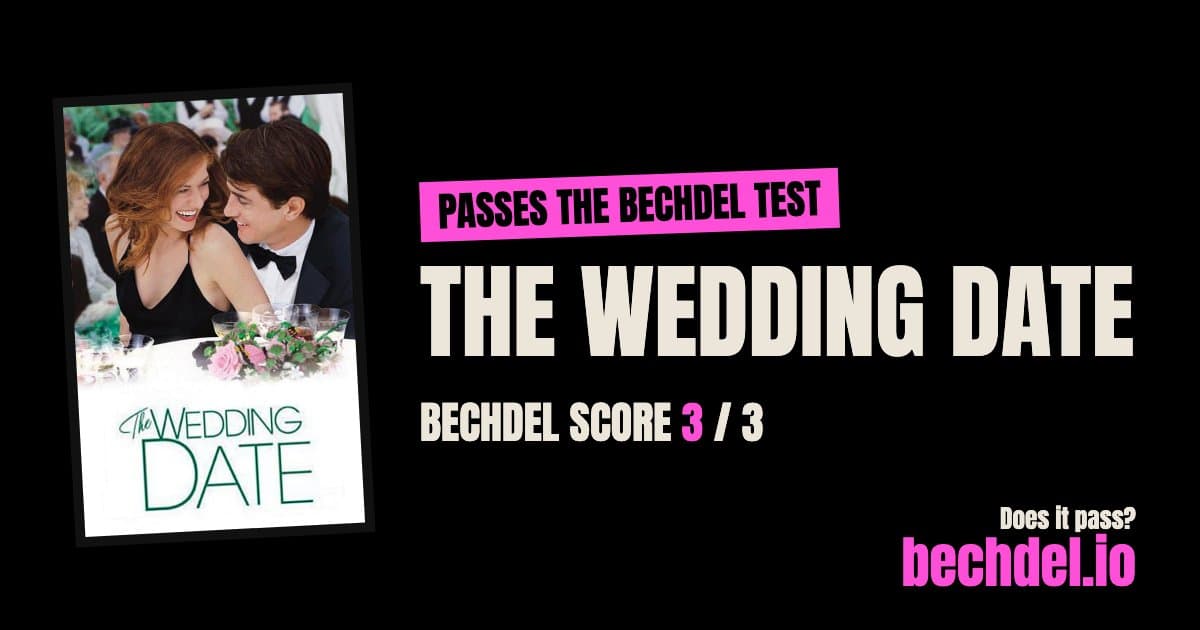 PASSES THE BECHDEL TEST
THE WEDDING DATE
BECHDEL SCORE 3 / 3
The WEDDING
DATE
Does it pass?
bechdel.io